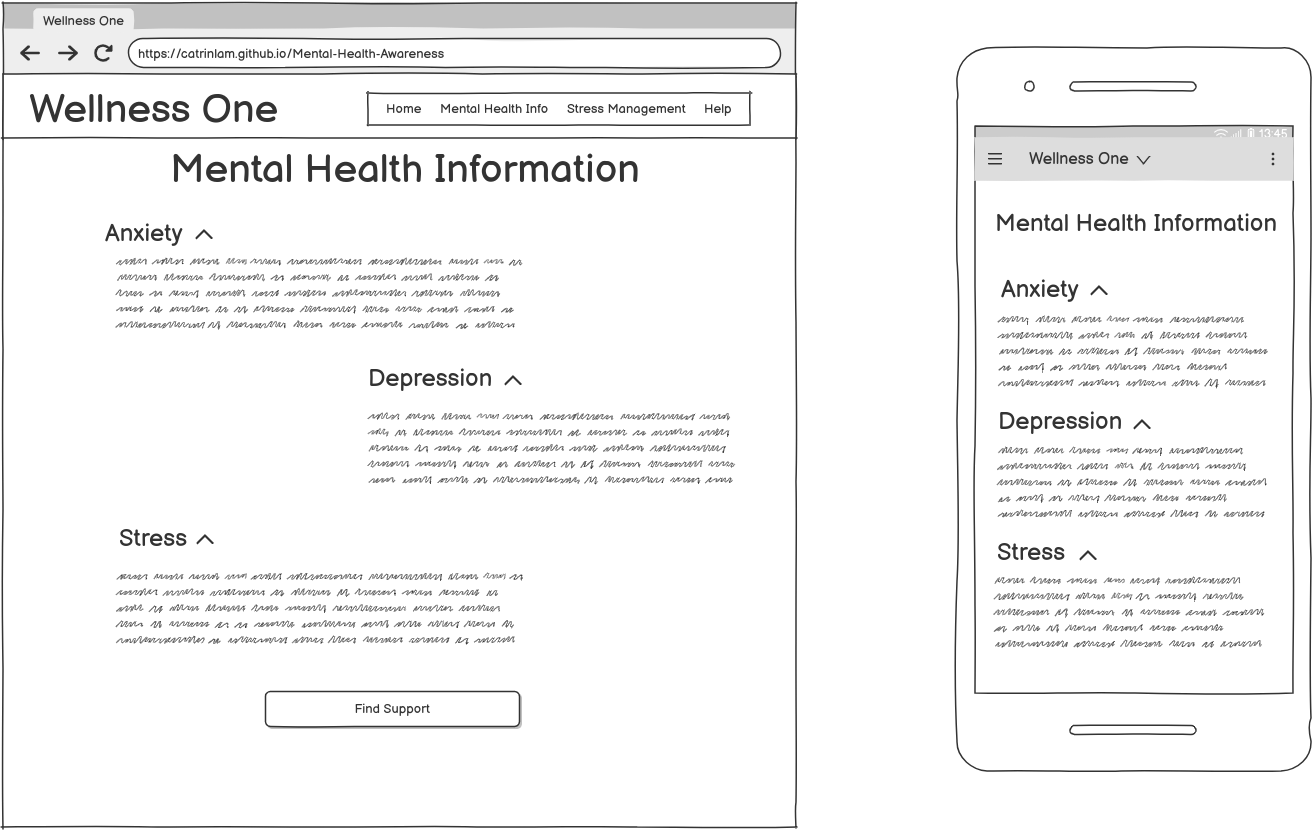 Wellness One
https://catrinlam.github.io/Mental-Health-Awareness
Wellness One
Home Mental Health Info Stress Management Help
Mental Health Information
Anxiety
Depression
Stress
Find Support
13:45
Wellness One
Mental Health Information
Anxiety
Depression
Stress